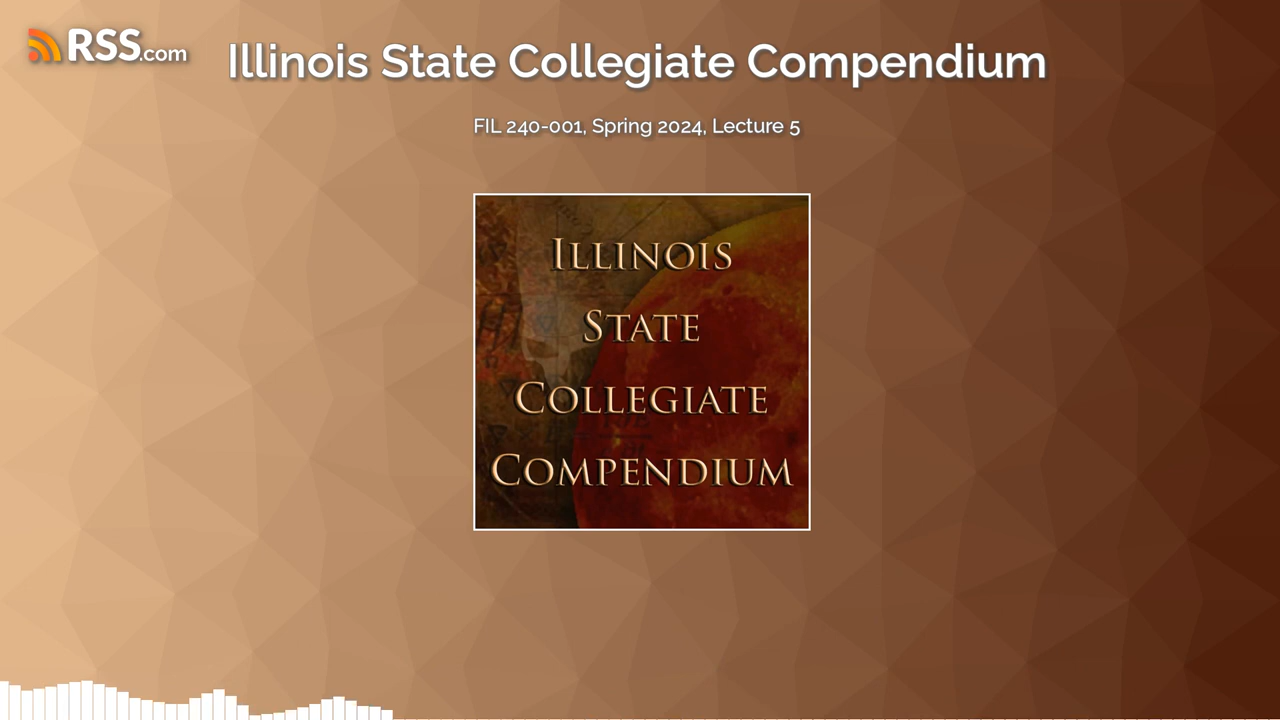 RSS.com
Illinois State Collegiate Compendium
FIL 240-001, Spring 2024, Lecture 5
ILLINOIS
STATE
COLLEGIATE
COMPENDIUM